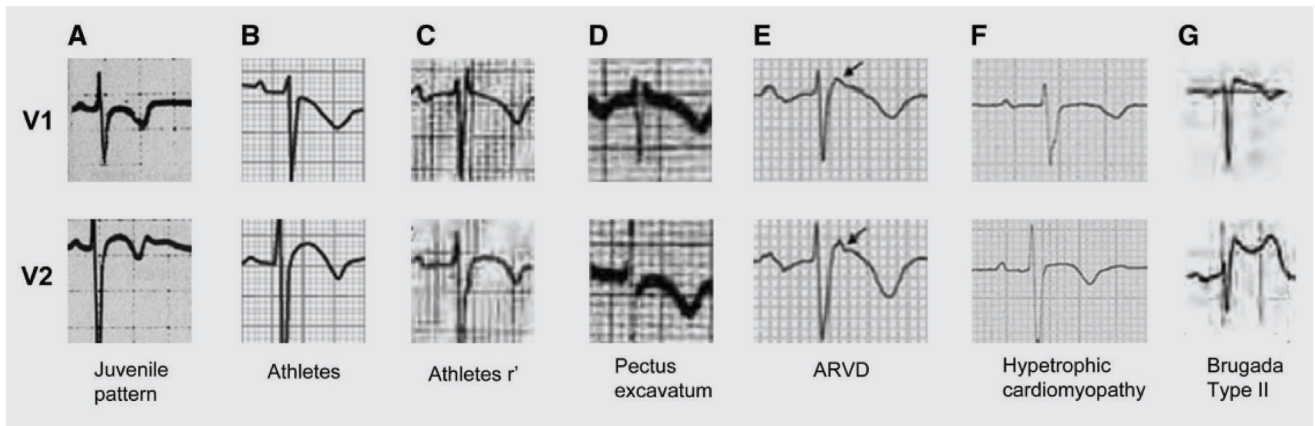 A B C D E F G
V1
V2
Juvenile pattern
Athletes
Athletes r'
Pectus excavatum
ARVD
Hypetrophic cardiomyopathy
Brugada Type II